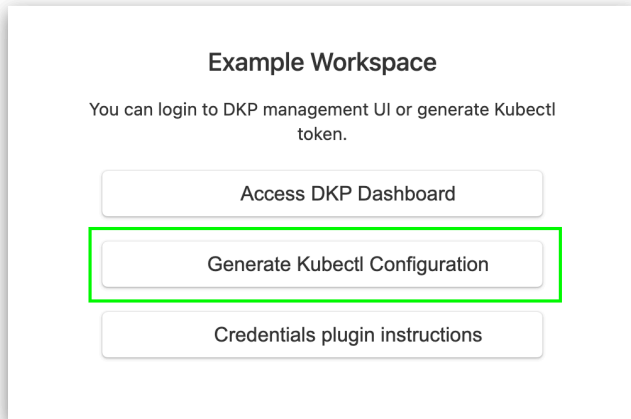 Example Workspace
You can login to DKP management UI or generate Kubectl
token.
Access DKP Dashboard
Generate Kubectl Configuration
Credentials plugin instructions